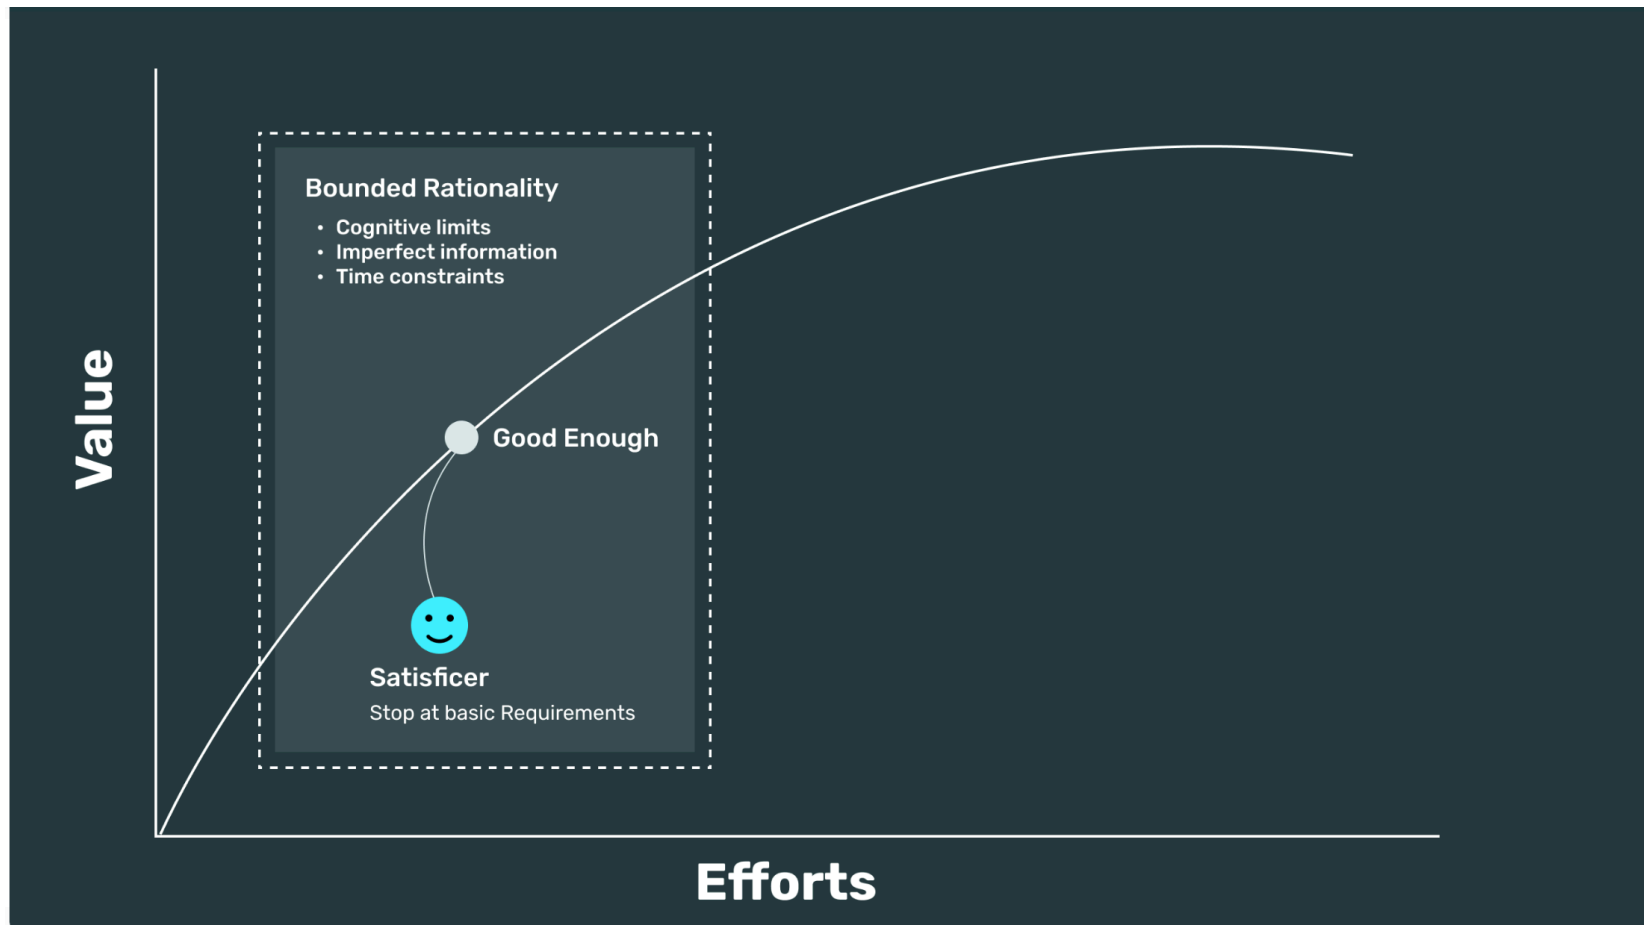 Bounded Rationality
• Cognitive limits
• Imperfect information
• Time constraints
Value
Good Enough
Satisficer
Stop at basic Requirements
Efforts